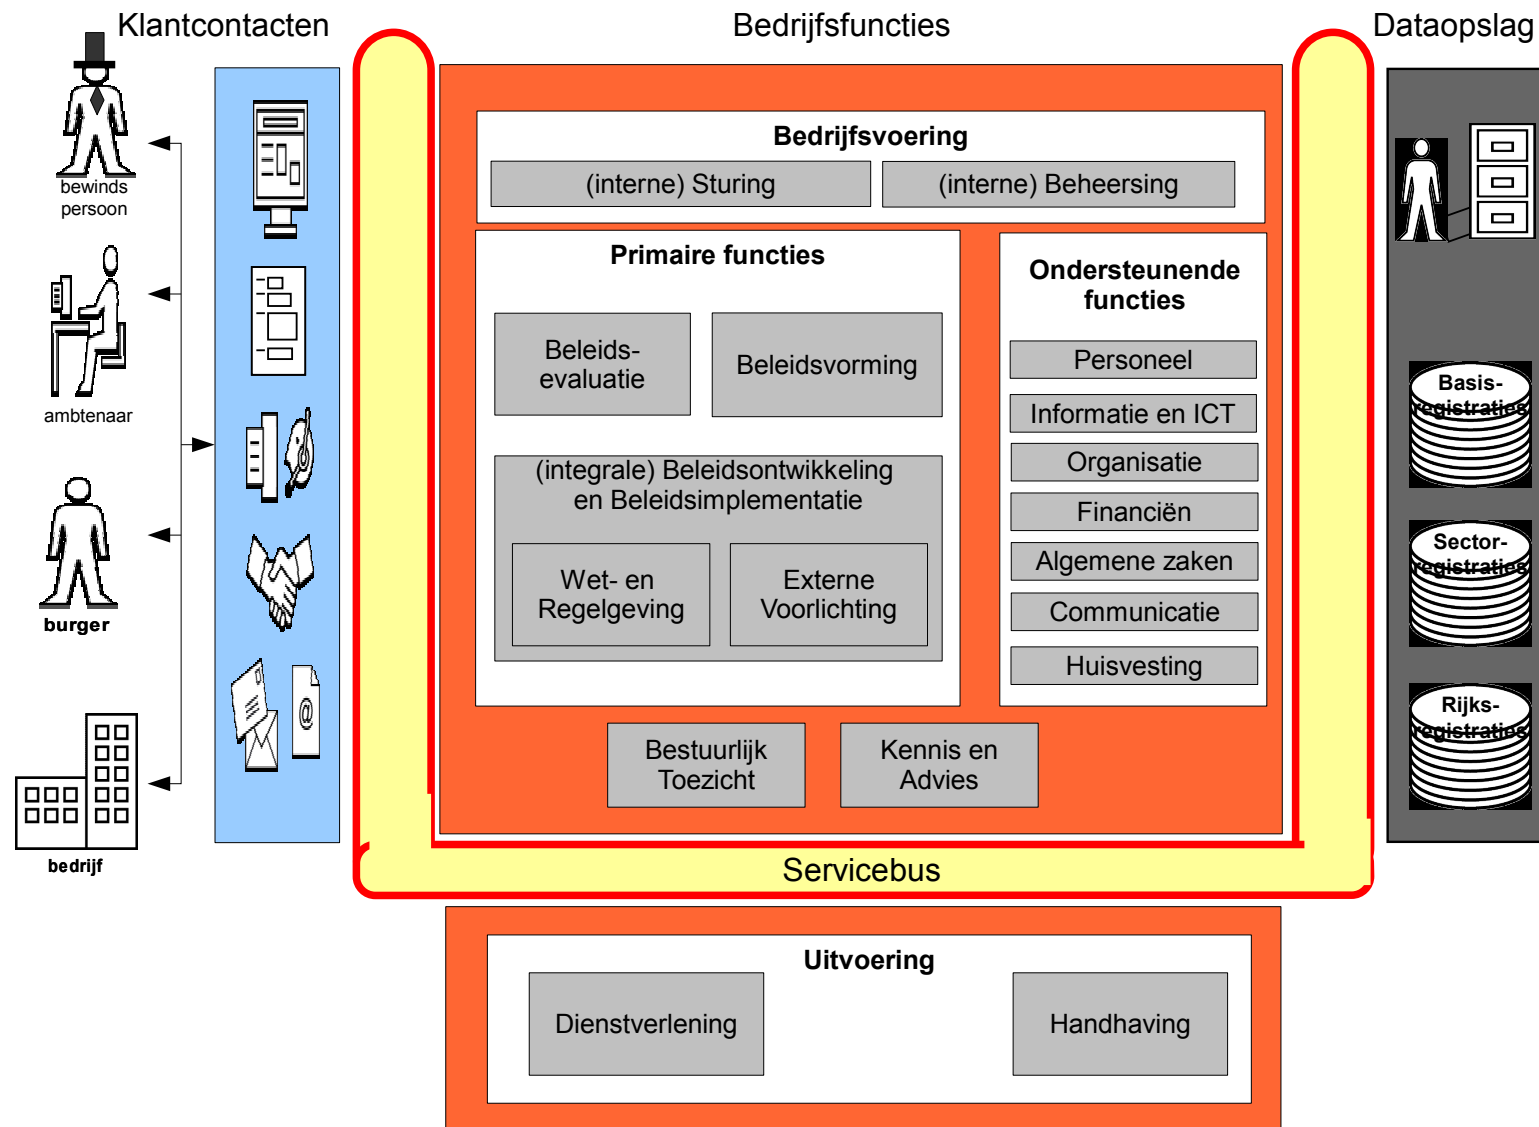 Klantcontacten
Bedrijfsfuncties
Dataopslag
bewinds
persoon
ambtenaar
burger
bedrijf
Bedrijfsvoering
(interne) Sturing
(interne) Beheersing
Primaire functies
Beleids-
evaluatie
Beleidsvorming
(integrale) Beleidsontwikkeling
en Beleidsimplementatie
Wet- en
Regelgeving
Externe
Voorlichting
Ondersteunende
functies
Personeel
Informatie en ICT
Organisatie
Financiën
Algemene zaken
Communicatie
Huisvesting
Bestuurlijk
Toezicht
Kennis en
Advies
Basis-
registraties
Sector-
registraties
Rijks-
registraties
Servicebus
Uitvoering
Dienstverlening
Handhaving
@